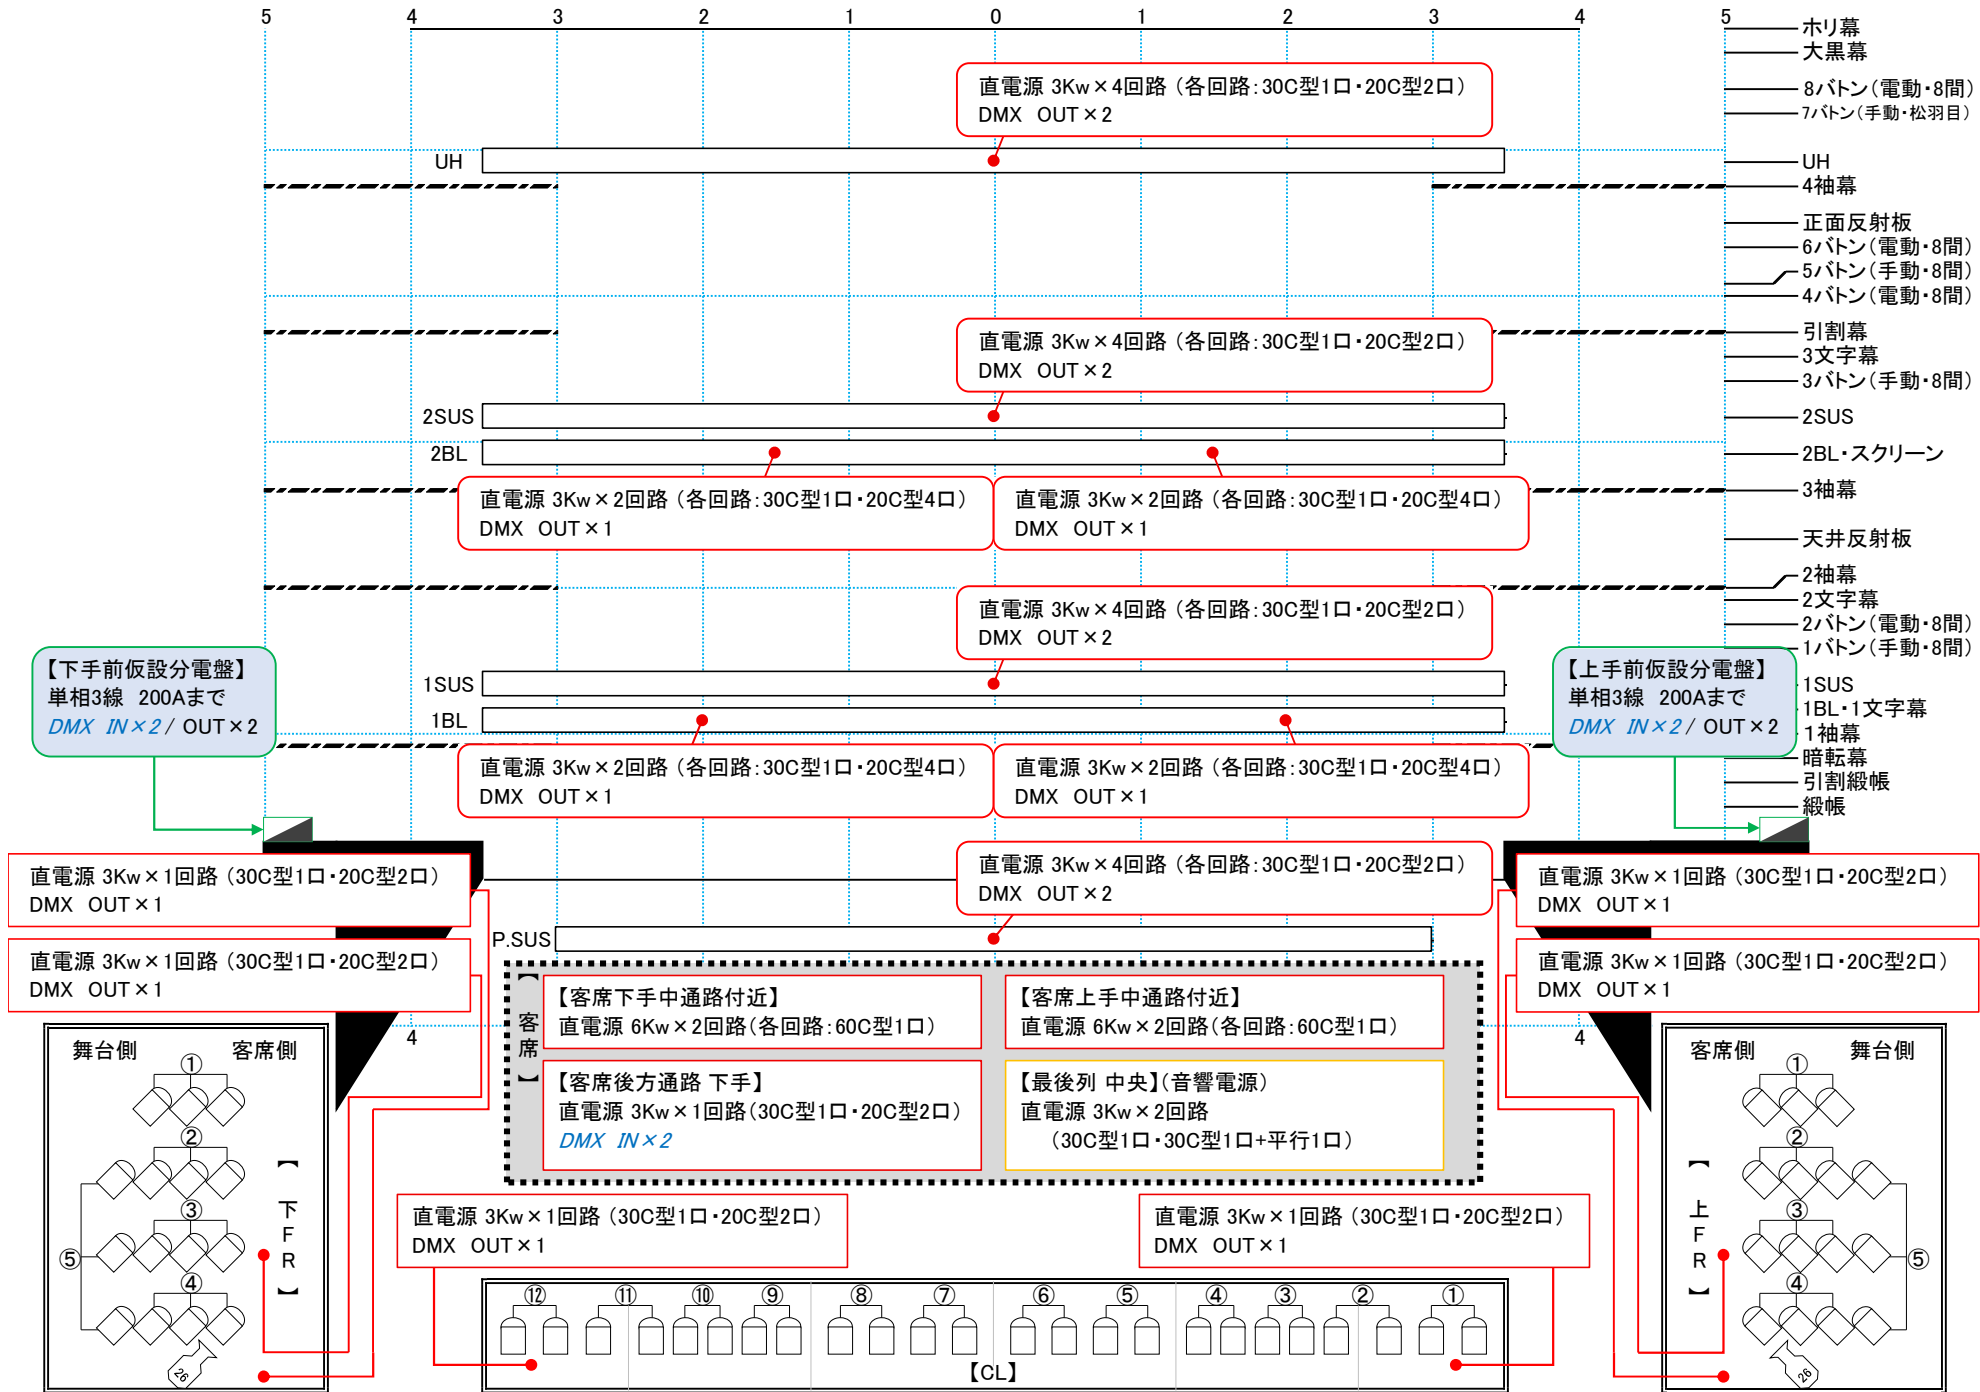 5 4 3 2 1 0 1 2 3 4 5
ホリ幕
大黒幕
8バトン(電動・8間)
7バトン(手動・松羽目)
UH
4袖幕
正面反射板
6バトン(電動・8間)
5バトン(手動・8間)
4バトン(電動・8間)
引割幕
3文字幕
3バトン(手動・8間)
2SUS
2BL・スクリーン
3袖幕
天井反射板
2袖幕
2文字幕
2バトン(電動・8間)
1バトン(手動・8間)
1SUS
1BL・1文字幕
1袖幕
暗転幕
引割緞帳
緞帳
直電源 3Kw×4回路 (各回路:30C型1口・20C型2口)
DMX OUT×2
UH
直電源 3Kw×4回路 (各回路:30C型1口・20C型2口)
DMX OUT×2
2SUS
2BL
直電源 3Kw×2回路 (各回路:30C型1口・20C型4口)
DMX OUT×1
直電源 3Kw×2回路 (各回路:30C型1口・20C型4口)
DMX OUT×1
直電源 3Kw×4回路 (各回路:30C型1口・20C型2口)
DMX OUT×2
【下手前仮設分電盤】
単相3線 200Aまで
DMX IN×2 / OUT×2
【上手前仮設分電盤】
単相3線 200Aまで
DMX IN×2 / OUT×2
1SUS
1BL
直電源 3Kw×2回路 (各回路:30C型1口・20C型4口)
DMX OUT×1
直電源 3Kw×2回路 (各回路:30C型1口・20C型4口)
DMX OUT×1
直電源 3Kw×1回路 (30C型1口・20C型2口)
DMX OUT×1
直電源 3Kw×4回路 (各回路:30C型1口・20C型2口)
DMX OUT×2
直電源 3Kw×1回路 (30C型1口・20C型2口)
DMX OUT×1
直電源 3Kw×1回路 (30C型1口・20C型2口)
DMX OUT×1
P.SUS
直電源 3Kw×1回路 (30C型1口・20C型2口)
DMX OUT×1
【客席】
【客席下手中通路付近】
直電源 6Kw×2回路(各回路:60C型1口)
【客席上手中通路付近】
直電源 6Kw×2回路(各回路:60C型1口)
【客席後方通路 下手】
直電源 3Kw×1回路(30C型1口・20C型2口)
DMX IN×2
【最後列 中央】(音響電源)
直電源 3Kw×2回路
(30C型1口・30C型1口+平行1口)
4
4
舞台側 客席側
①
②
③
④
⑤
【下FR】
26
客席側 舞台側
①
②
③
④
⑤
【上FR】
26
直電源 3Kw×1回路 (30C型1口・20C型2口)
DMX OUT×1
直電源 3Kw×1回路 (30C型1口・20C型2口)
DMX OUT×1
⑫ ⑪ ⑩ ⑨ ⑧ ⑦ ⑥ ⑤ ④ ③ ② ①
【CL】